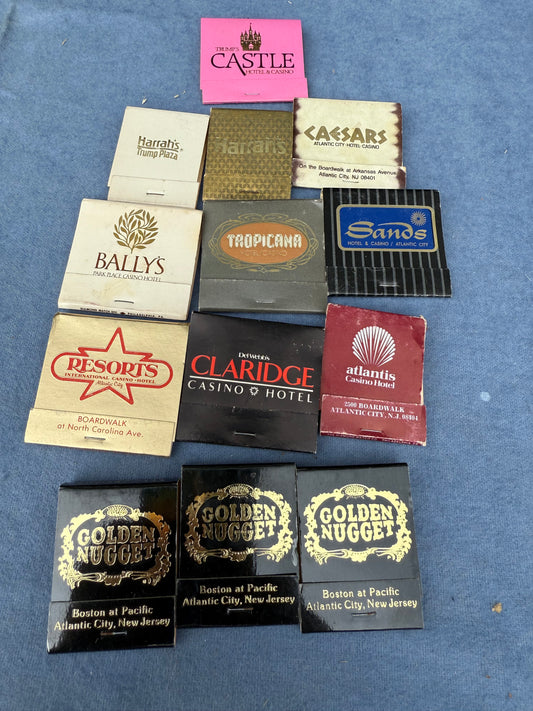 TRUMP'S
CASTLE
HOTEL & CASINO
Harrah's
Trump Plaza
Harrah's
CAESARS
ATLANTIC CITY · HOTEL CASINO
On the Boardwalk at Arkansas Avenue
Atlantic City, NJ 08401
BALLY'S
PARK PLACE CASINO HOTEL
TROPICANA
Sands
HOTEL & CASINO / ATLANTIC CITY
RESORTS
INTERNATIONAL CASINO · HOTEL
Atlantic City
BOARDWALK
at North Carolina Ave.
Del Webb's
CLARIDGE
CASINO HOTEL
atlantis
Casino Hotel
2500 BOARDWALK
ATLANTIC CITY, N.J. 08404
GOLDEN
NUGGET
Boston at Pacific
Atlantic City, New Jersey
GOLDEN
NUGGET
Boston at Pacific
Atlantic City, New Jersey
GOLDEN
NUGGET
Boston at Pacific
Atlantic City, New Jersey